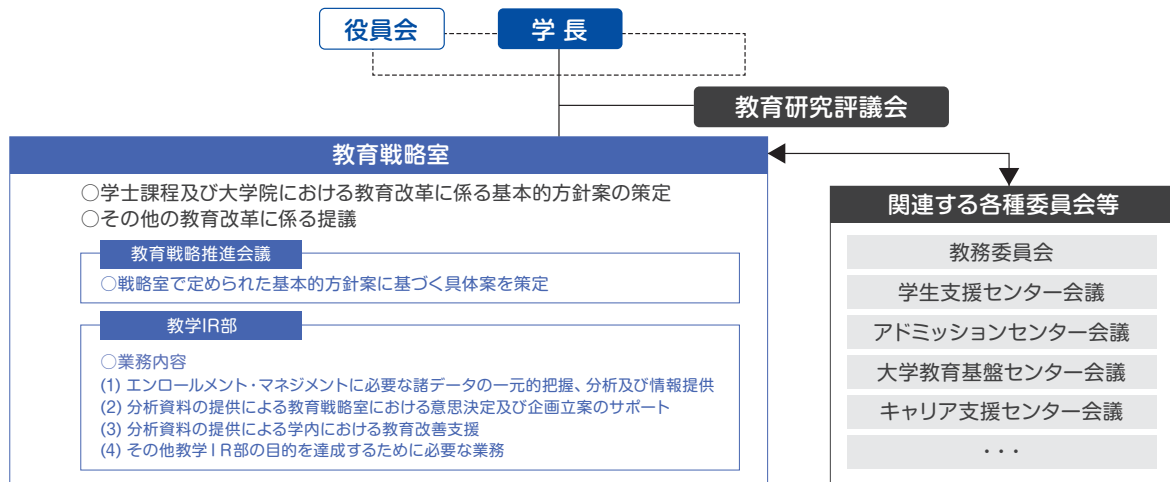 役員会
学 長
教育研究評議会
教育戦略室
○学士課程及び大学院における教育改革に係る基本的方針案の策定
○その他の教育改革に係る提議
教育戦略推進会議
○戦略室で定められた基本的方針案に基づく具体案を策定
教学IR部
○業務内容
(1) エンロールメント・マネジメントに必要な諸データの一元的把握、分析及び情報提供
(2) 分析資料の提供による教育戦略室における意思決定及び企画立案のサポート
(3) 分析資料の提供による学内における教育改善支援
(4) その他教学IR部の目的を達成するために必要な業務
関連する各種委員会等
教務委員会
学生支援センター会議
アドミッションセンター会議
大学教育基盤センター会議
キャリア支援センター会議
・・・